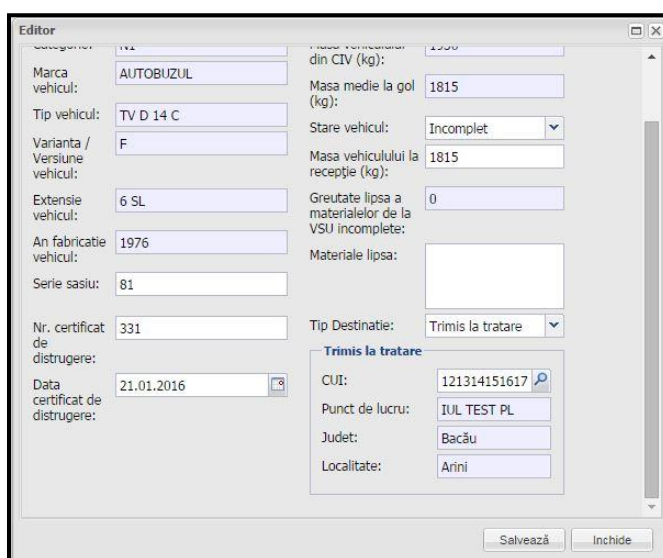 Editor
Categorie: N1
Marca
vehicul:
AUTOBUZUL
Tip vehicul: TV D 14 C
Varianta /
Versiune
vehicul:
F
Extensie
vehicul:
6 SL
An fabricatie
vehicul:
1976
Serie sasiu: 81
Nr. certificat
de
distrugere:
331
Data
certificat de
distrugere:
21.01.2016
Masa vehiculului
din CIV (kg):
Masa medie la gol
(kg):
1815
Stare vehicul: Incomplet
Masa vehiculului la
recepție (kg):
1815
Greutate lipsa a
materialelor de la
VSU incomplete:
0
Materiale lipsa:
Tip Destinatie: Trimis la tratare
Trimis la tratare
CUI: 121314151617
Punct de lucru: IUL TEST PL
Judet: Bacău
Localitate: Arini
Salvează Inchide